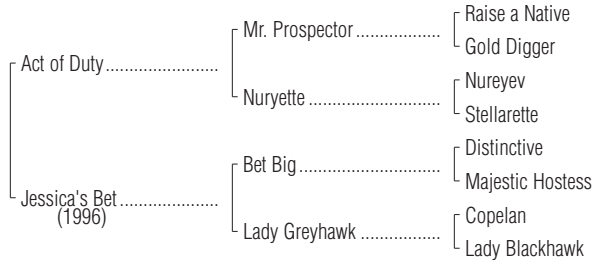 Raise a Native
Mr. Prospector ..................
Gold Digger
Act of Duty ........................
Nureyev
Nuryette ............................
Stellarette
Distinctive
Bet Big ..............................
Majestic Hostess
Jessica's Bet .....................
(1996)
Copelan
Lady Greyhawk .................
Lady Blackhawk